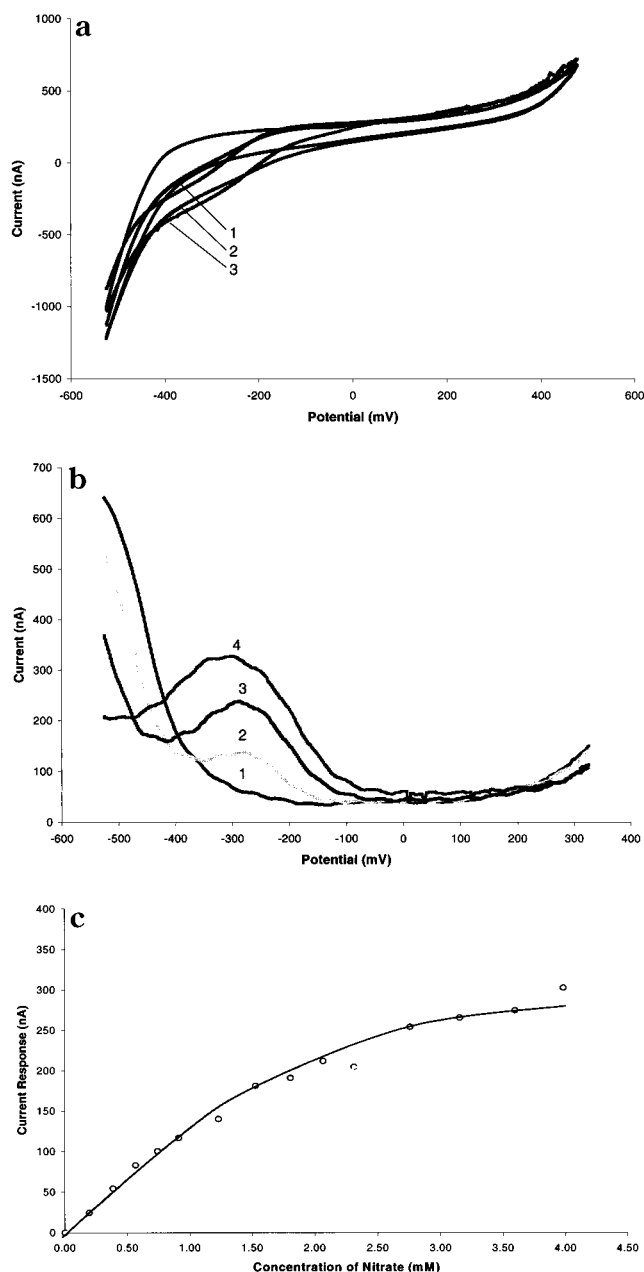 a
1000
500
0
-500
-1000
-1500
Current (nA)
1
2
3
-600 -400 -200 0 200 400 600
Potential (mV)
b
700
600
500
400
300
200
100
0
Current (nA)
4
3
2
1
-600 -500 -400 -300 -200 -100 0 100 200 300 400
Potential (mV)
c
400
350
300
250
200
150
100
50
0
Current Response (nA)
0.00 0.50 1.00 1.50 2.00 2.50 3.00 3.50 4.00 4.50
Concentration of Nitrate (mM)